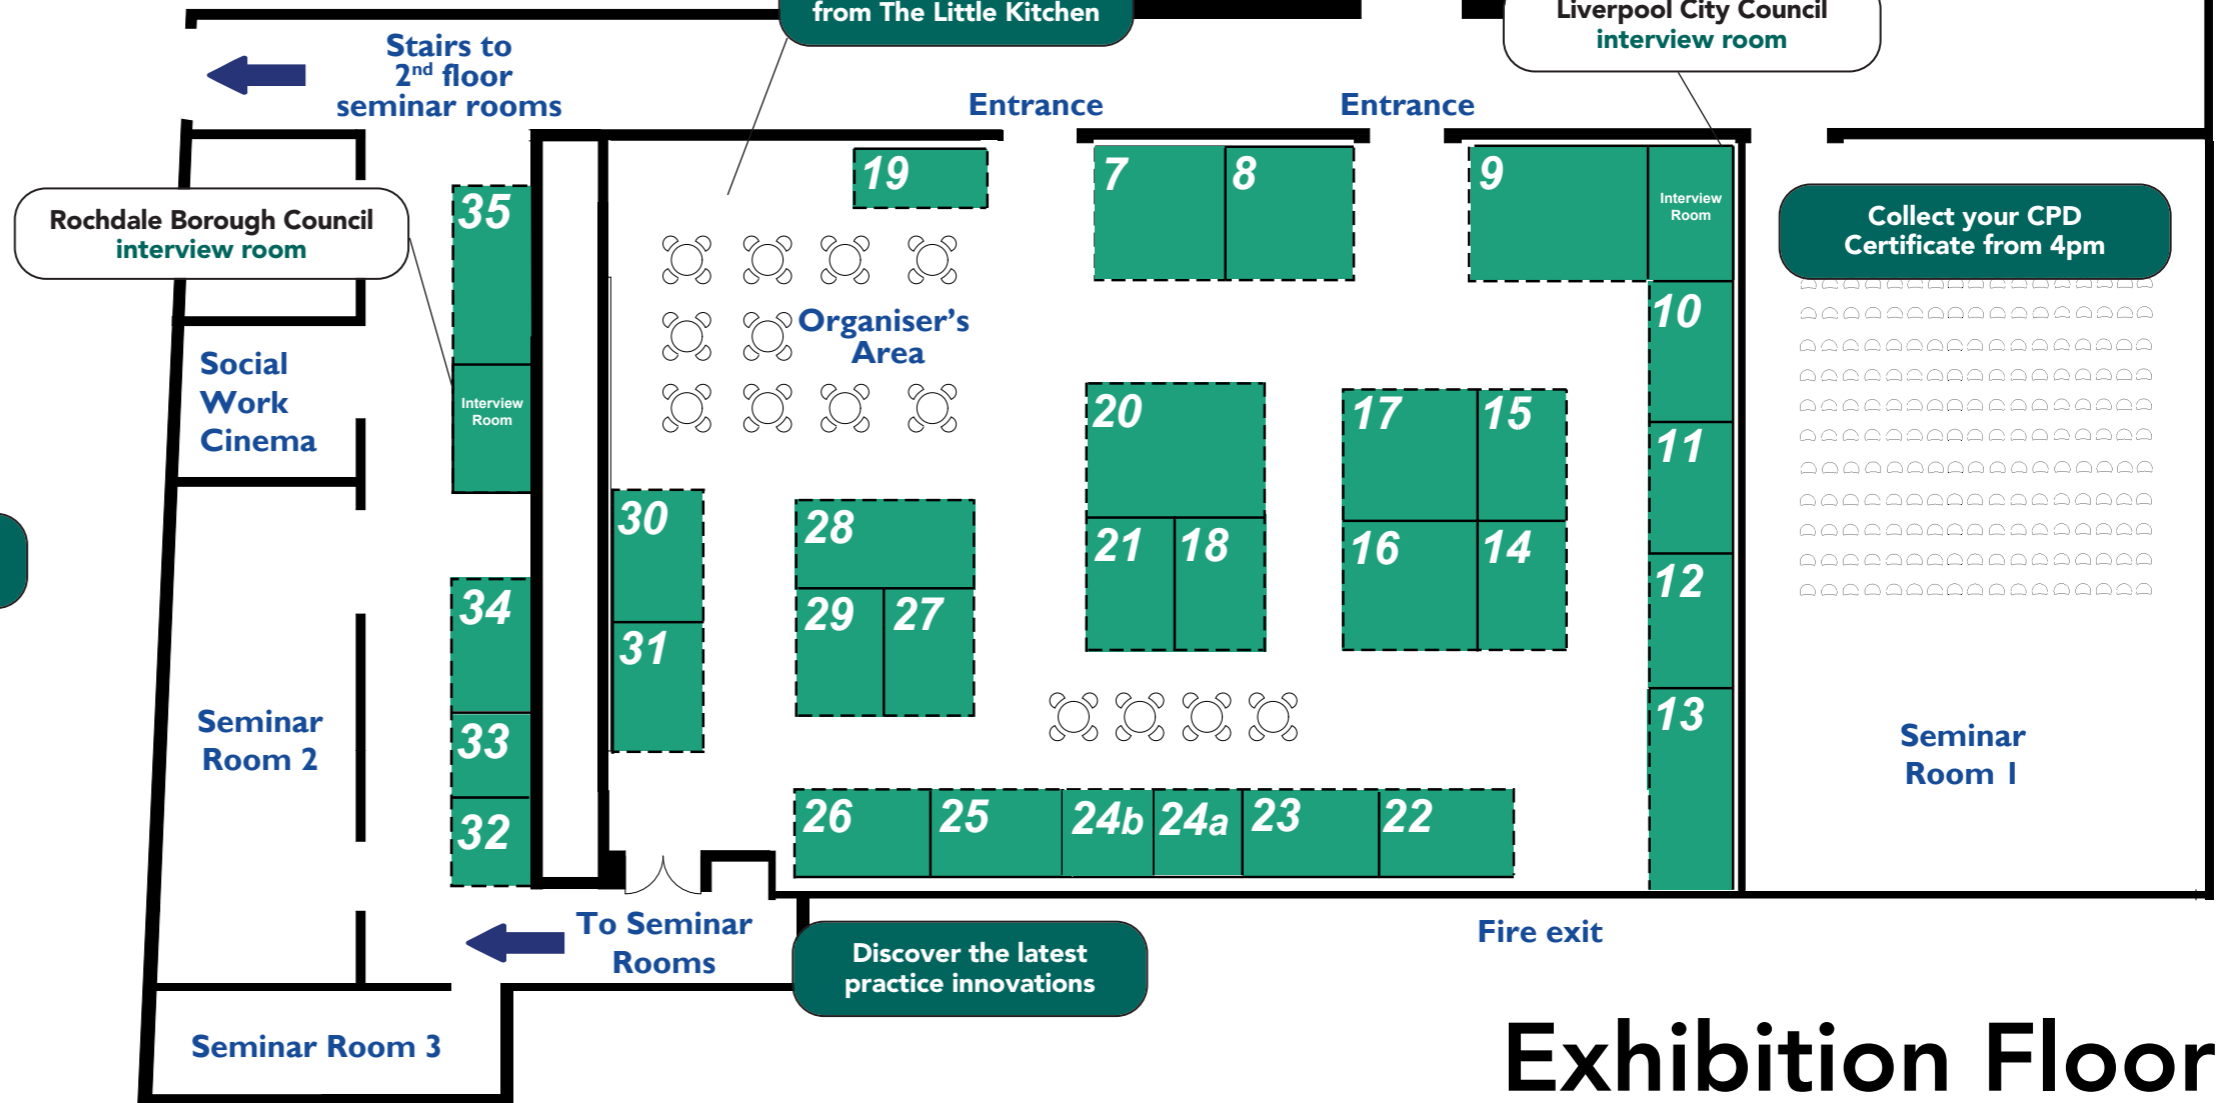 from The Little Kitchen
Liverpool City Council
interview room
Stairs to
2nd floor
seminar rooms
Entrance
Entrance
19
7
8
9
Interview
Room
35
Rochdale Borough Council
interview room
Collect your CPD
Certificate from 4pm
10
Organiser's
Area
Social
Work
Cinema
Interview
Room
20
17
15
11
30
28
21
18
16
14
12
34
29
27
31
13
Seminar
Room 2
33
Seminar
Room 1
32
26
25
24b
24a
23
22
To Seminar
Rooms
Fire exit
Discover the latest
practice innovations
Seminar Room 3
Exhibition Floor